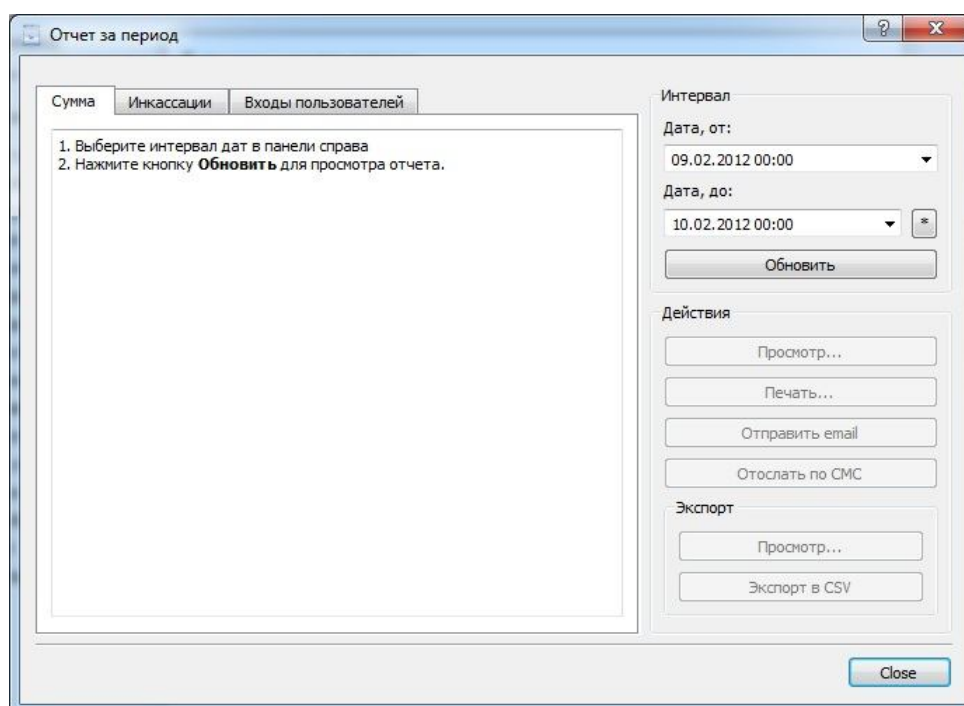 Отчет за период
Сумма
Инкассации
Входы пользователей
1. Выберите интервал дат в панели справа
2. Нажмите кнопку Обновить для просмотра отчета.
Интервал
Дата, от:
09.02.2012 00:00
Дата, до:
10.02.2012 00:00
*
Обновить
Действия
Просмотр...
Печать...
Отправить email
Отослать по СМС
Экспорт
Просмотр...
Экспорт в CSV
Close